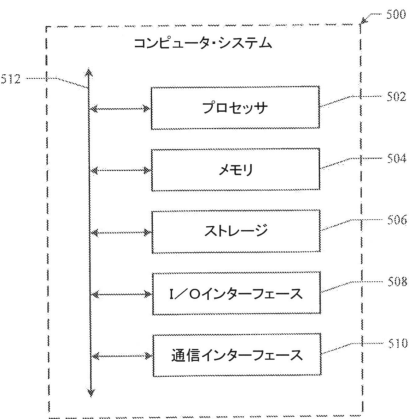 500
コンピュータ・システム
512
プロセッサ
502
メモリ
504
ストレージ
506
I/Oインターフェース
508
通信インターフェース
510